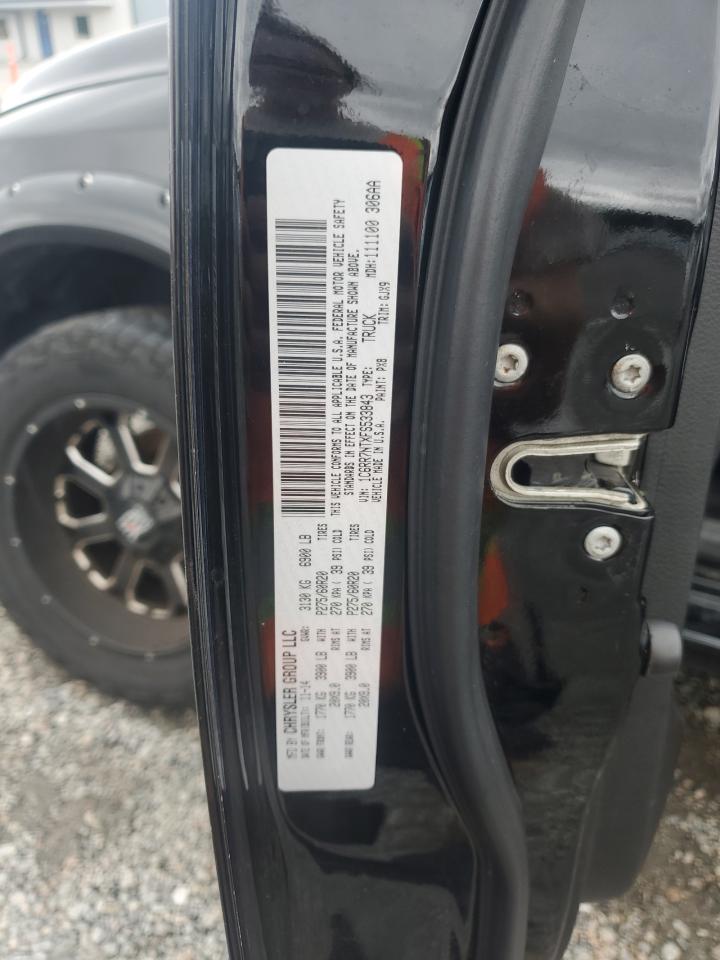 MFD BY CHRYSLER GROUP LLC
DATE OF MFR(BUILT): 11-14 GVWR: 3130 KG 6900 LB
GAWR FRONT: 1770 KG 3900 LB WITH P275/60R20 TIRES
20X9.0 RIMS AT 270 KPA ( 39 PSI) COLD
GAWR REAR: 1770 KG 3900 LB WITH P275/60R20 TIRES
20X9.0 RIMS AT 270 KPA ( 39 PSI) COLD
THIS VEHICLE CONFORMS TO ALL APPLICABLE U.S.A. FEDERAL MOTOR VEHICLE SAFETY
STANDARDS IN EFFECT ON THE DATE OF MANUFACTURE SHOWN ABOVE.
VIN: 1C6RR7NTXFS533843 TYPE: TRUCK MDH:111100 306AA
VEHICLE MADE IN U.S.A. PAINT: PX8 TRIM: GJX9